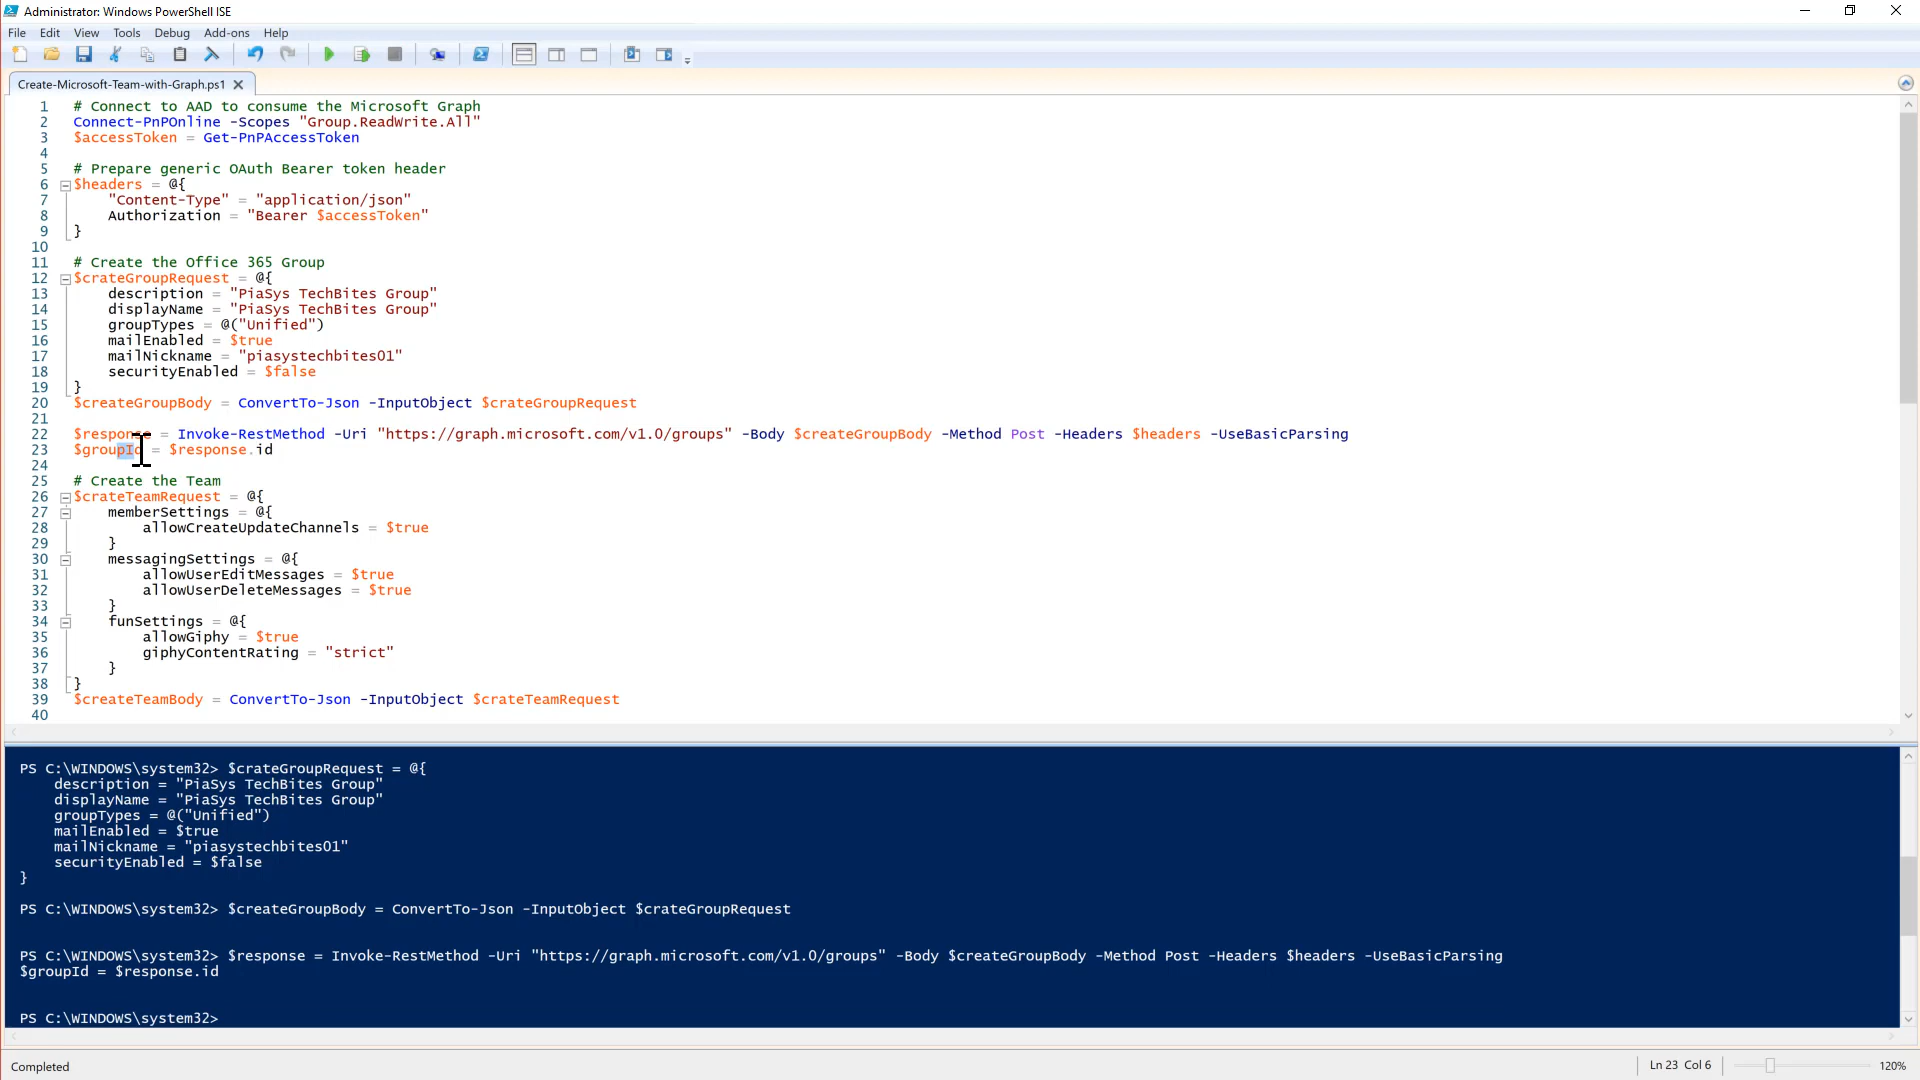 Administrator: Windows PowerShell ISE
File Edit View Tools Debug Add-ons Help
Create-Microsoft-Team-with-Graph.ps1
1 # Connect to AAD to consume the Microsoft Graph
2 Connect-PnPOnline -Scopes "Group.ReadWrite.All"
3 $accessToken = Get-PnPAccessToken
4
5 # Prepare generic OAuth Bearer token header
6 $headers = @{
7     "Content-Type" = "application/json"
8     Authorization = "Bearer $accessToken"
9 }
10
11 # Create the Office 365 Group
12 $crateGroupRequest = @{
13     description = "PiaSys TechBites Group"
14     displayName = "PiaSys TechBites Group"
15     groupTypes = @("Unified")
16     mailEnabled = $true
17     mailNickname = "piasystechbites01"
18     securityEnabled = $false
19 }
20 $createGroupBody = ConvertTo-Json -InputObject $crateGroupRequest
21
22 $response = Invoke-RestMethod -Uri "https://graph.microsoft.com/v1.0/groups" -Body $createGroupBody -Method Post -Headers $headers -UseBasicParsing
23 $groupId = $response.id
24
25 # Create the Team
26 $crateTeamRequest = @{
27     memberSettings = @{
28         allowCreateUpdateChannels = $true
29     }
30     messagingSettings = @{
31         allowUserEditMessages = $true
32         allowUserDeleteMessages = $true
33     }
34     funSettings = @{
35         allowGiphy = $true
36         giphyContentRating = "strict"
37     }
38 }
39 $createTeamBody = ConvertTo-Json -InputObject $crateTeamRequest
40
PS C:\WINDOWS\system32> $crateGroupRequest = @{
    description = "PiaSys TechBites Group"
    displayName = "PiaSys TechBites Group"
    groupTypes = @("Unified")
    mailEnabled = $true
    mailNickname = "piasystechbites01"
    securityEnabled = $false
}
PS C:\WINDOWS\system32> $createGroupBody = ConvertTo-Json -InputObject $crateGroupRequest
PS C:\WINDOWS\system32> $response = Invoke-RestMethod -Uri "https://graph.microsoft.com/v1.0/groups" -Body $createGroupBody -Method Post -Headers $headers -UseBasicParsing
$groupId = $response.id
PS C:\WINDOWS\system32>
Completed
Ln 23 Col 6
120%